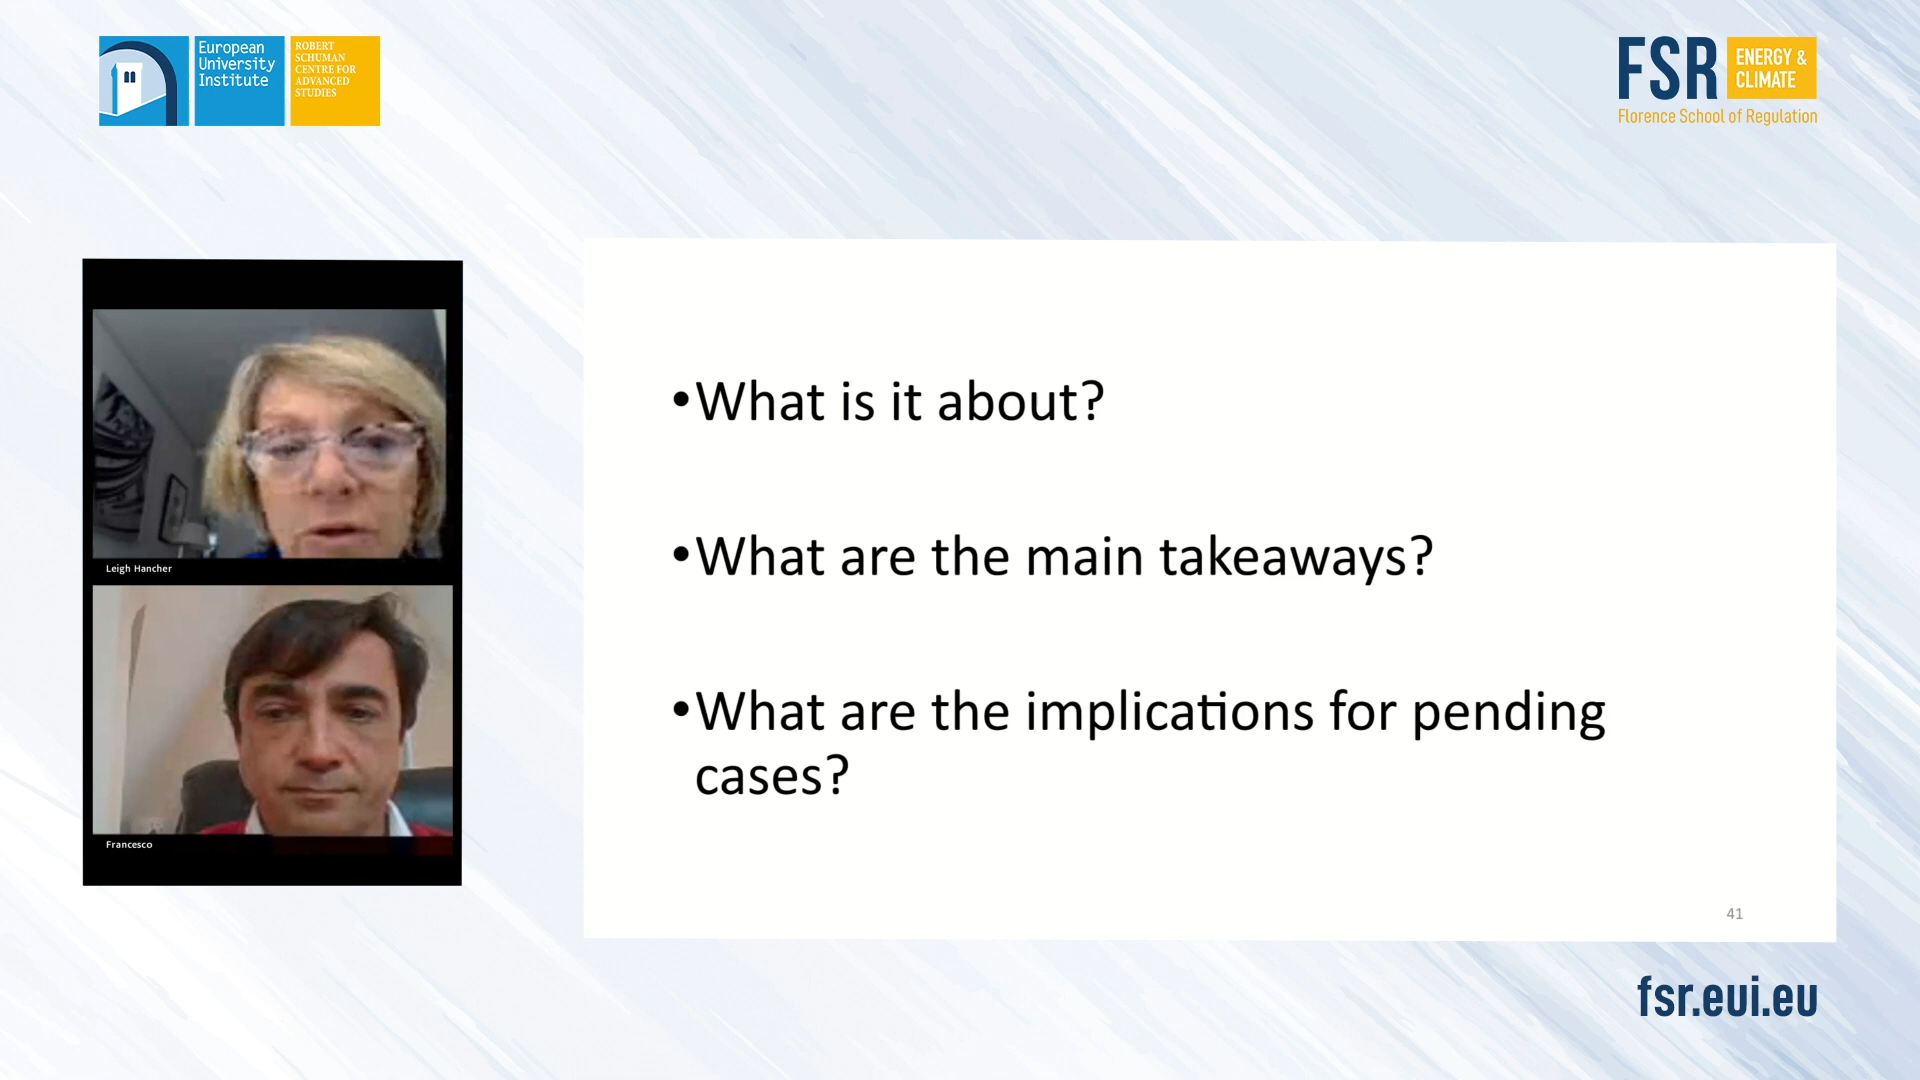 European
University
Institute
ROBERT
SCHUMAN
CENTRE FOR
ADVANCED
STUDIES
FSR
ENERGY &
CLIMATE
Florence School of Regulation
Leigh Hancher
Francesco
•What is it about?
•What are the main takeaways?
•What are the implications for pending
cases?
41
fsr.eui.eu